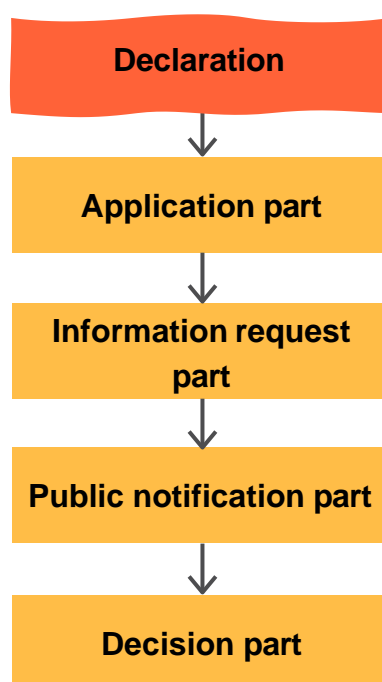 Declaration
Application part
Information request
part
Public notification part
Decision part